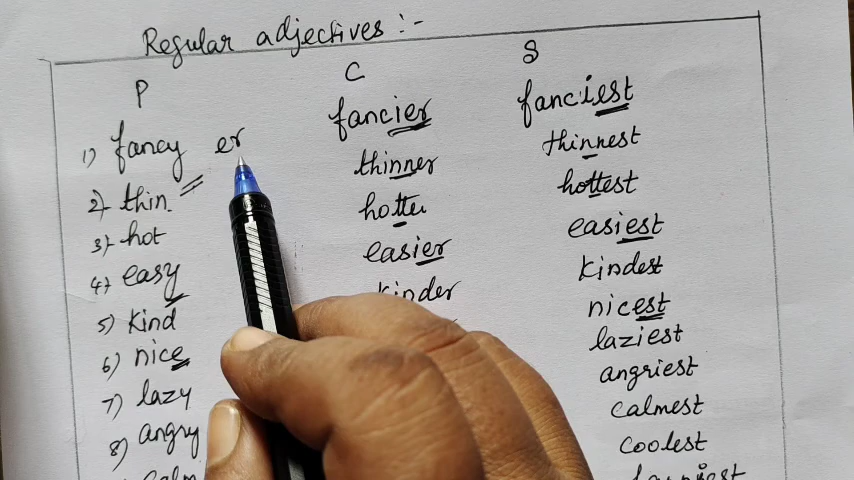 Regular adjectives :-
P C S
1) fancy er fancier fanciest
2) thin thinner thinnest
3) hot hotter hottest
4) easy easier easiest
5) kind kinder kindest
6) nice nicest
7) lazy laziest
8) angry angriest
calm calmest
coolest